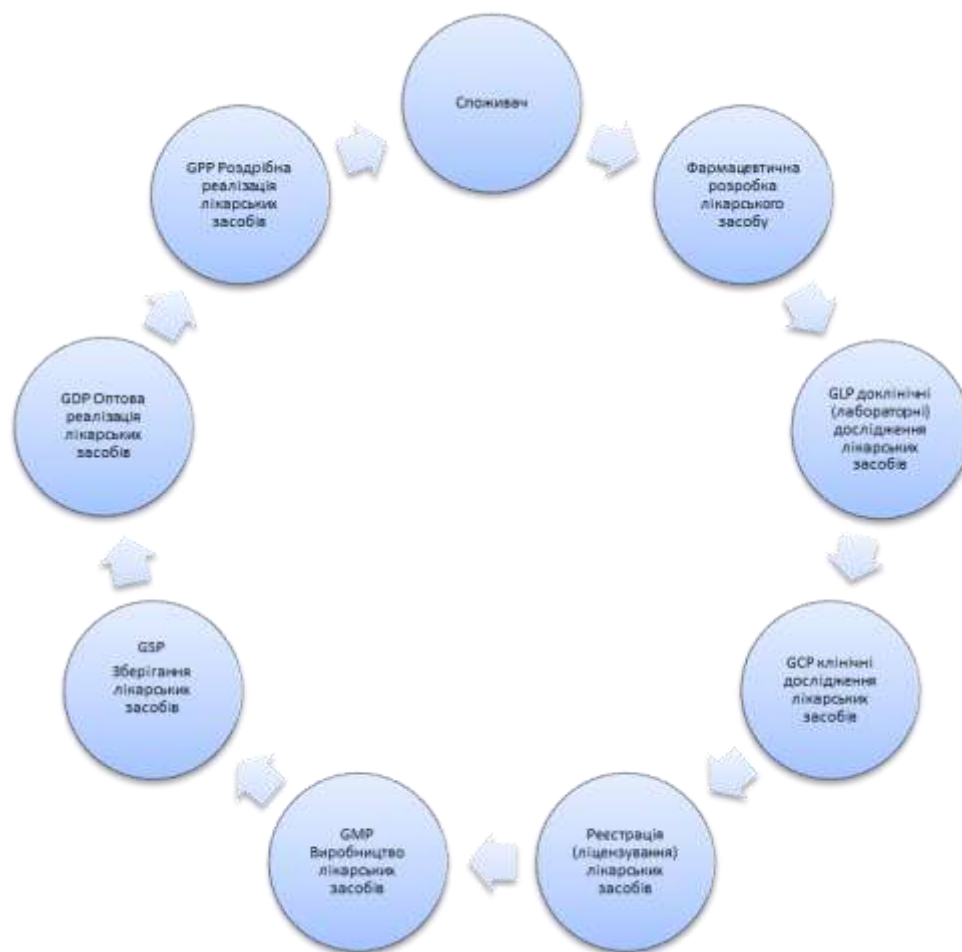 Споживач
Фармацевтична
розробка
лікарського
засобу
GLP доклінічні
(лабораторні)
дослідження
лікарських
засобів
GCP клінічні
дослідження
лікарських
засобів
Реєстрація
(ліцензування)
лікарських
засобів
GMP
Виробництво
лікарських
засобів
GSP
Зберігання
лікарських
засобів
GDP Оптова
реалізація
лікарських
засобів
GPP Роздрібна
реалізація
лікарських
засобів